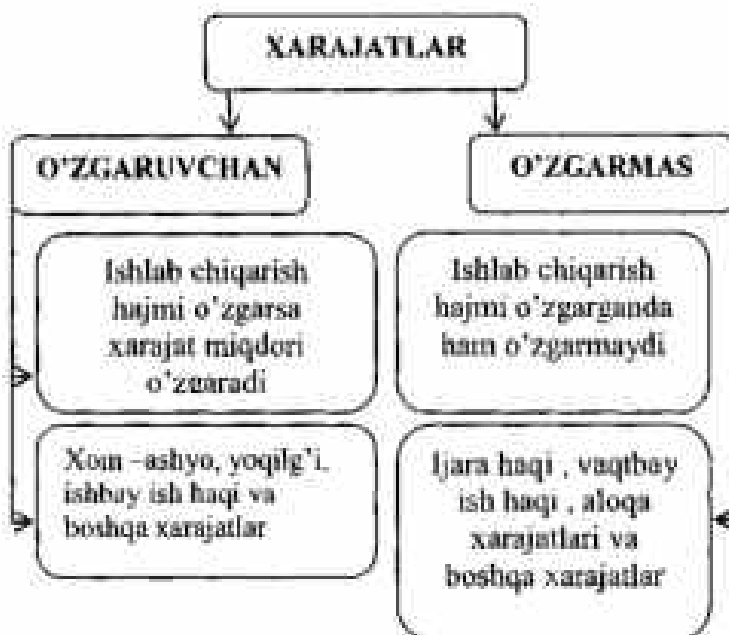 XARAJATLAR
O'ZGARUVCHAN
O'ZGARMAS
Ishlab chiqarish
hajmi o'zgarsa
xarajat miqdori
o'zgaradi
Ishlab chiqarish
hajmi o'zgarganda
ham o'zgarmaydi
Xom –ashyo, yoqilg'i,
ishbay ish haqi va
boshqa xarajatlar
Ijara haqi , vaqtbay
ish haqi , aloqa
xarajatlari va
boshqa xarajatlar